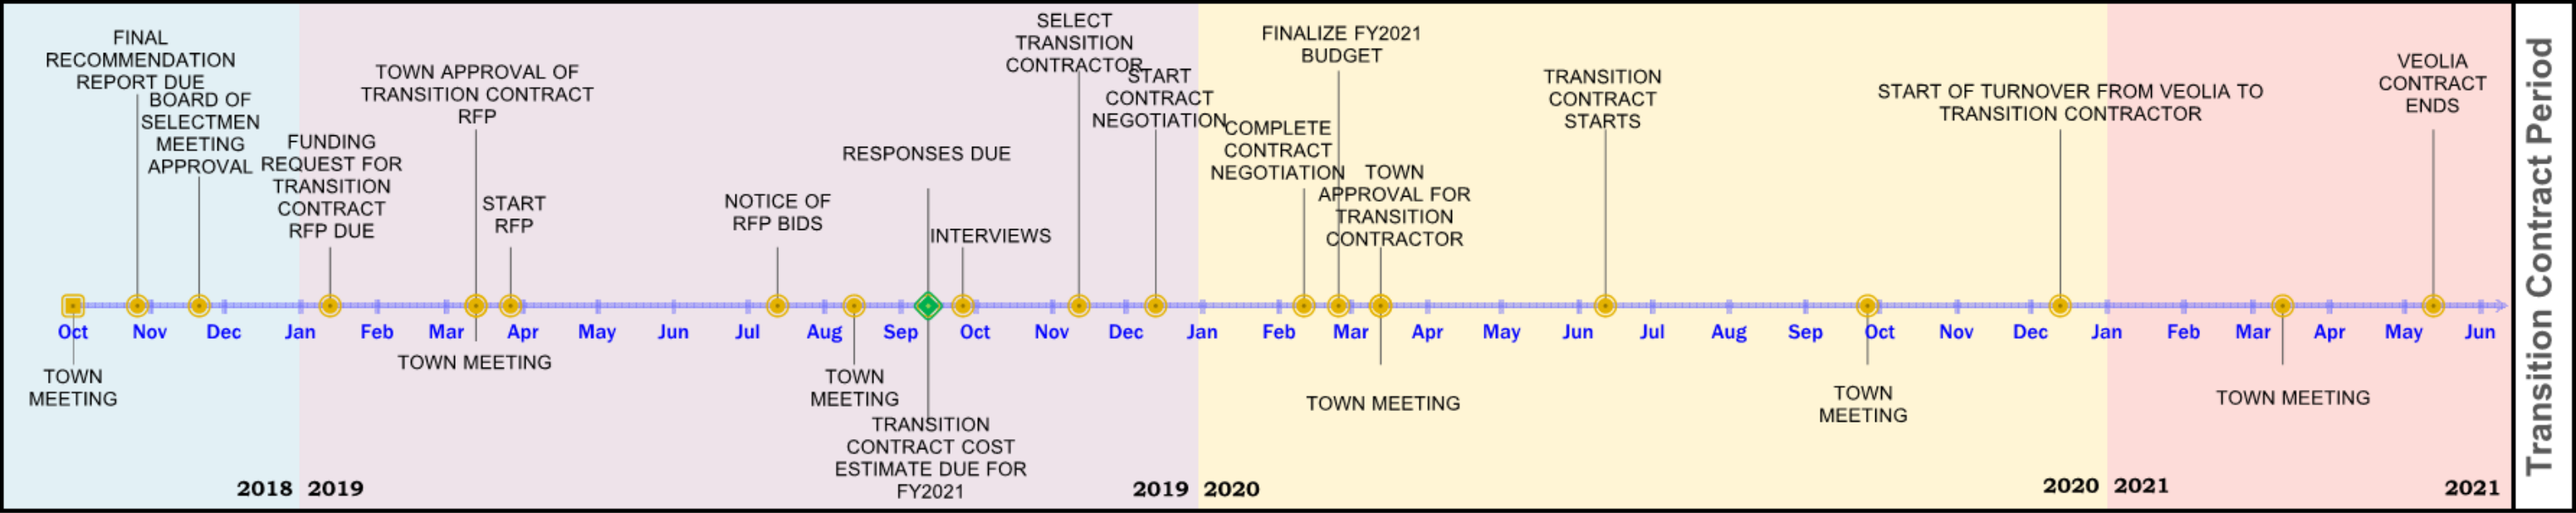 FINAL
RECOMMENDATION
REPORT DUE
BOARD OF
SELECTMEN
MEETING
APPROVAL
FUNDING
REQUEST FOR
TRANSITION
CONTRACT
RFP DUE
TOWN APPROVAL OF
TRANSITION CONTRACT
RFP
START
RFP
NOTICE OF
RFP BIDS
RESPONSES DUE
INTERVIEWS
SELECT
TRANSITION
CONTRACTOR
START
CONTRACT
NEGOTIATION
COMPLETE
CONTRACT
NEGOTIATION
FINALIZE FY2021
BUDGET
TOWN
APPROVAL FOR
TRANSITION
CONTRACTOR
TRANSITION
CONTRACT
STARTS
START OF TURNOVER FROM VEOLIA TO
TRANSITION CONTRACTOR
VEOLIA
CONTRACT
ENDS
Oct Nov Dec Jan Feb Mar Apr May Jun Jul Aug Sep Oct Nov Dec Jan Feb Mar Apr May Jun Jul Aug Sep Oct Nov Dec Jan Feb Mar Apr May Jun
TOWN
MEETING
TOWN MEETING
TOWN
MEETING
TRANSITION
CONTRACT COST
ESTIMATE DUE FOR
FY2021
TOWN MEETING
TOWN
MEETING
TOWN MEETING
2018 2019 2019 2020 2020 2021 2021
Transition Contract Period